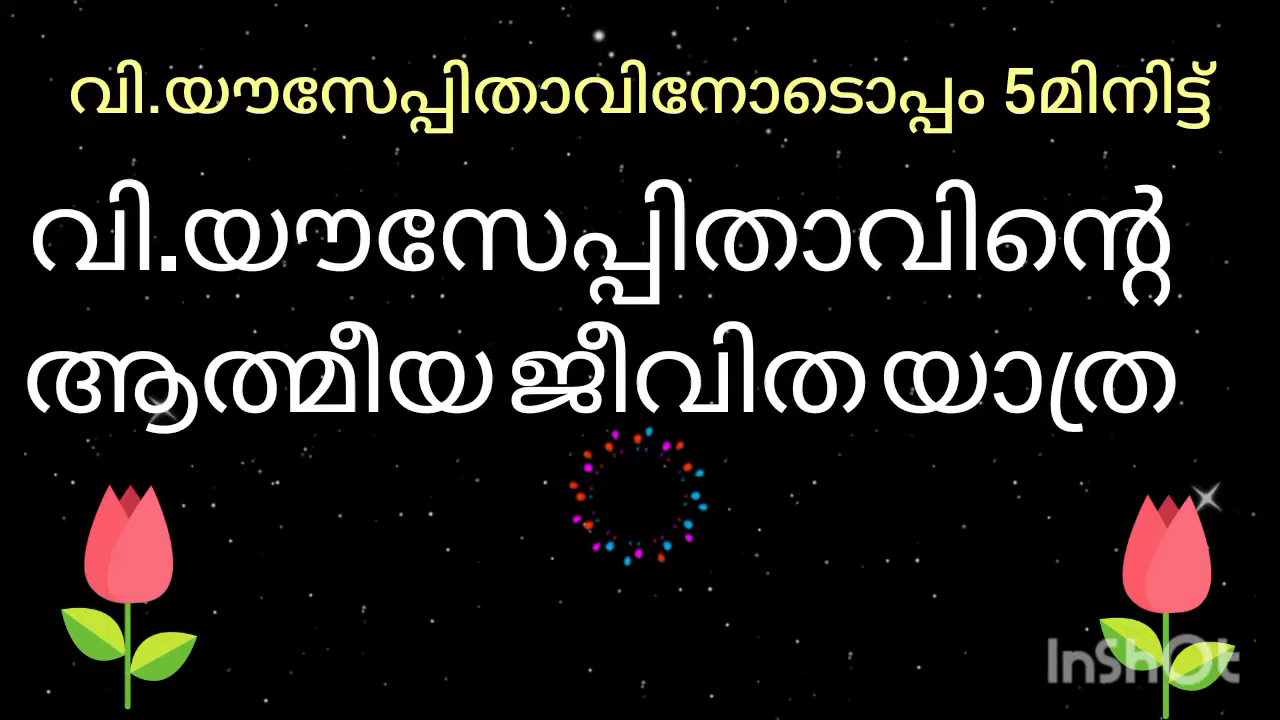 വി.യൗസേപ്പിതാവിനോടൊപ്പം 5മിനിട്ട്
വി.യൗസേപ്പിതാവിന്റെ
ആത്മീയ ജീവിത യാത്ര
InShOt